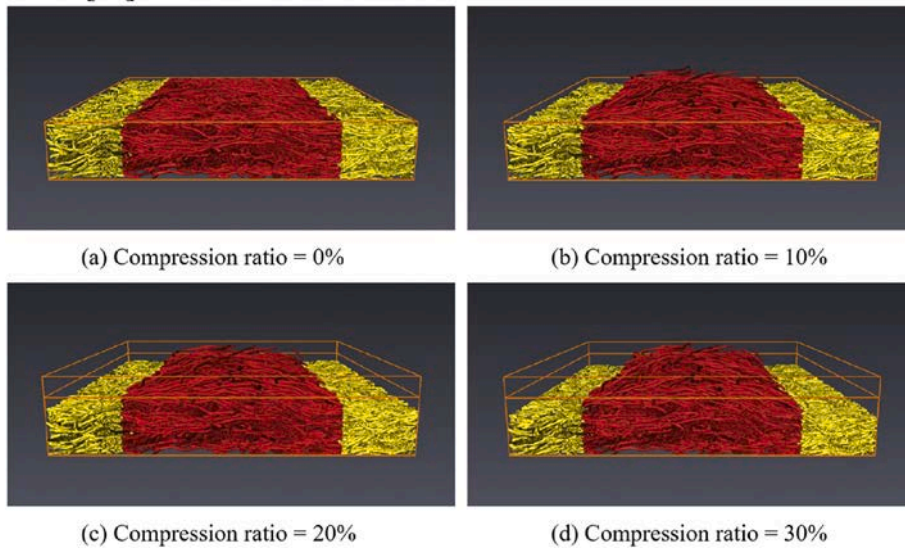 (a) Compression ratio = 0%
(b) Compression ratio = 10%
(c) Compression ratio = 20%
(d) Compression ratio = 30%